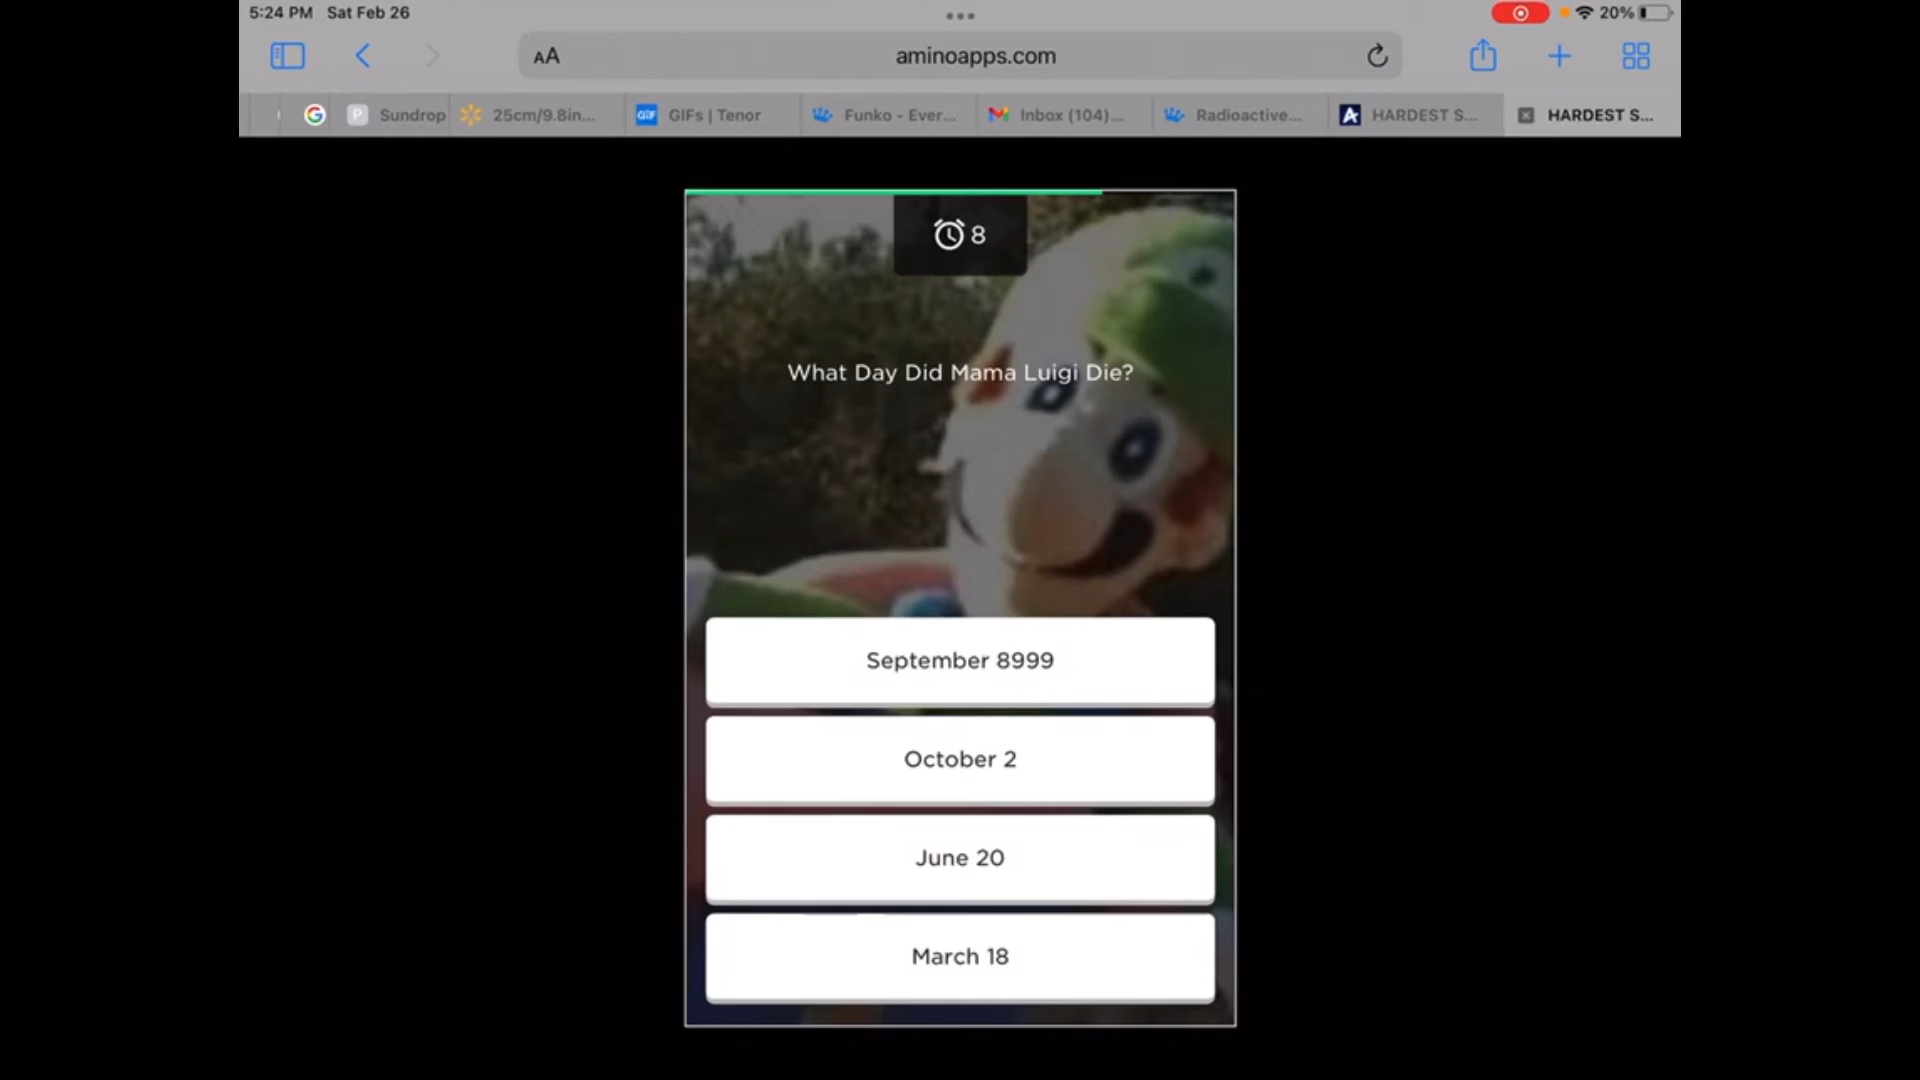 5:24 PM Sat Feb 26
20%
AA
aminoapps.com
Sundrop
25cm/9.8in...
GIF
GIFs | Tenor
Funko - Ever...
Inbox (104)...
Radioactive...
HARDEST S...
HARDEST S...
8
What Day Did Mama Luigi Die?
September 8999
October 2
June 20
March 18